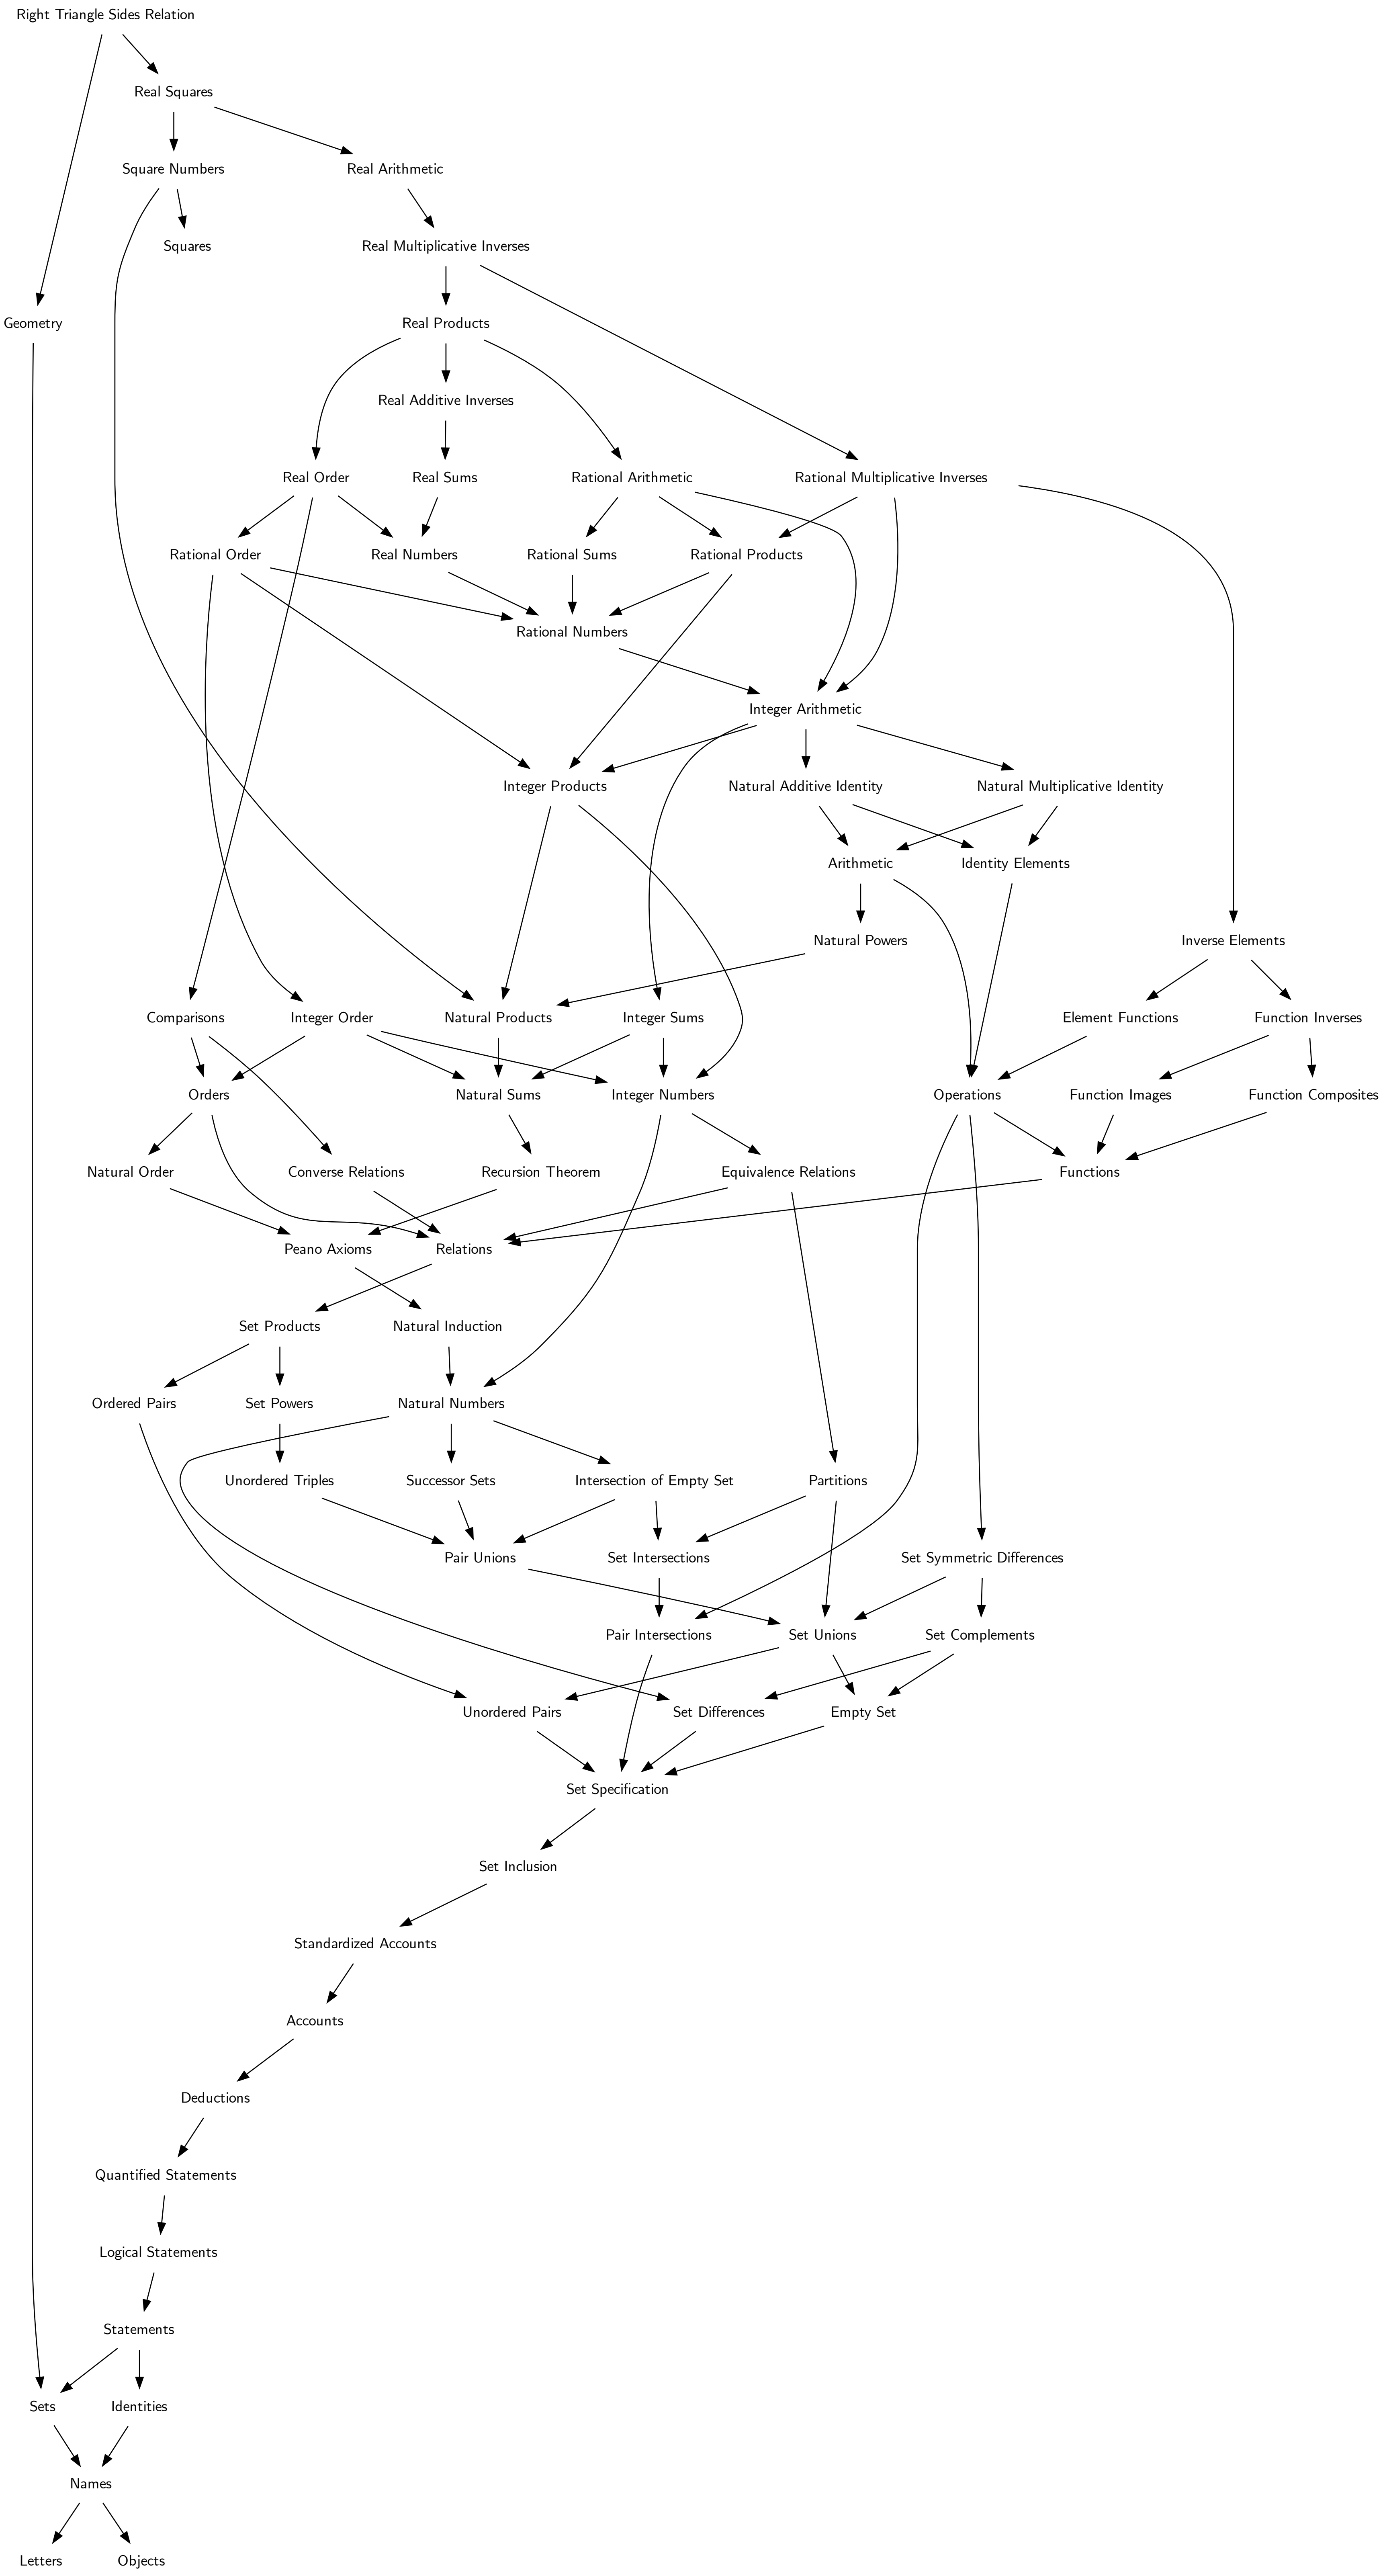 Right Triangle Sides Relation
Real Squares
Square Numbers
Real Arithmetic
Squares
Real Multiplicative Inverses
Geometry
Real Products
Real Additive Inverses
Real Order
Real Sums
Rational Arithmetic
Rational Multiplicative Inverses
Rational Order
Real Numbers
Rational Sums
Rational Products
Rational Numbers
Integer Arithmetic
Integer Products
Natural Additive Identity
Natural Multiplicative Identity
Arithmetic
Identity Elements
Natural Powers
Inverse Elements
Comparisons
Integer Order
Natural Products
Integer Sums
Element Functions
Function Inverses
Orders
Natural Sums
Integer Numbers
Operations
Function Images
Function Composites
Natural Order
Converse Relations
Recursion Theorem
Equivalence Relations
Functions
Peano Axioms
Relations
Set Products
Natural Induction
Ordered Pairs
Set Powers
Natural Numbers
Unordered Triples
Successor Sets
Intersection of Empty Set
Partitions
Pair Unions
Set Intersections
Set Symmetric Differences
Pair Intersections
Set Unions
Set Complements
Unordered Pairs
Set Differences
Empty Set
Set Specification
Set Inclusion
Standardized Accounts
Accounts
Deductions
Quantified Statements
Logical Statements
Statements
Sets
Identities
Names
Letters
Objects